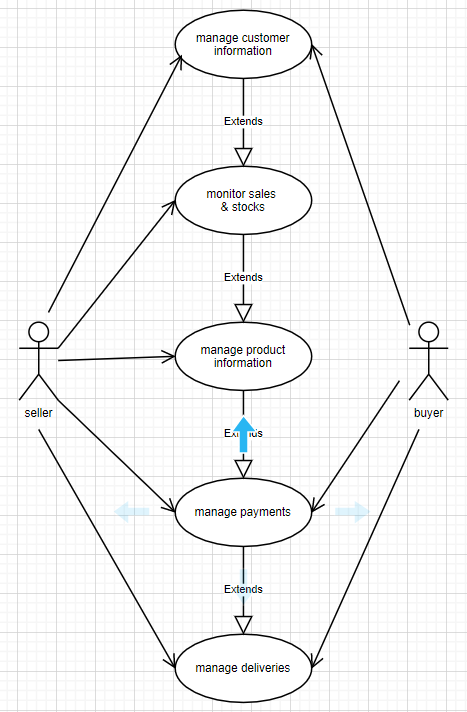 manage customer
information
Extends
monitor sales
& stocks
Extends
manage product
information
seller
buyer
manage payments
Extends
manage deliveries